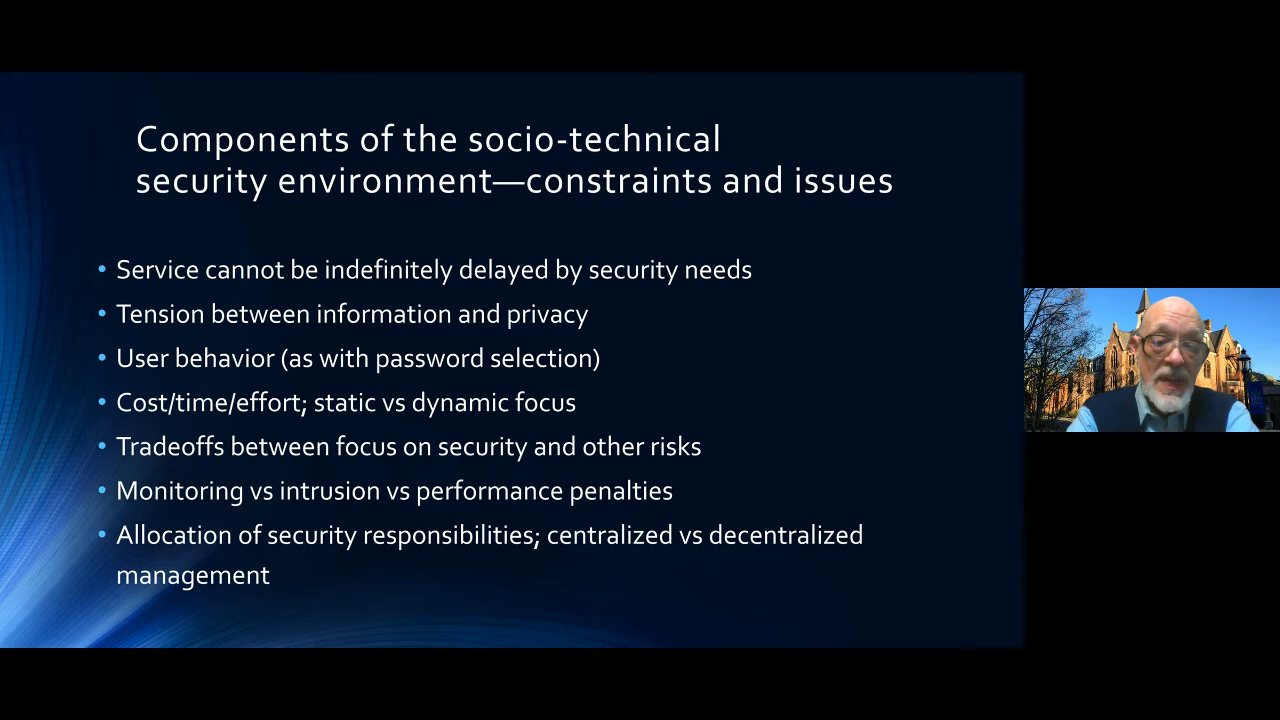 Components of the socio-technical
security environment—constraints and issues
• Service cannot be indefinitely delayed by security needs
• Tension between information and privacy
• User behavior (as with password selection)
• Cost/time/effort; static vs dynamic focus
• Tradeoffs between focus on security and other risks
• Monitoring vs intrusion vs performance penalties
• Allocation of security responsibilities; centralized vs decentralized
management